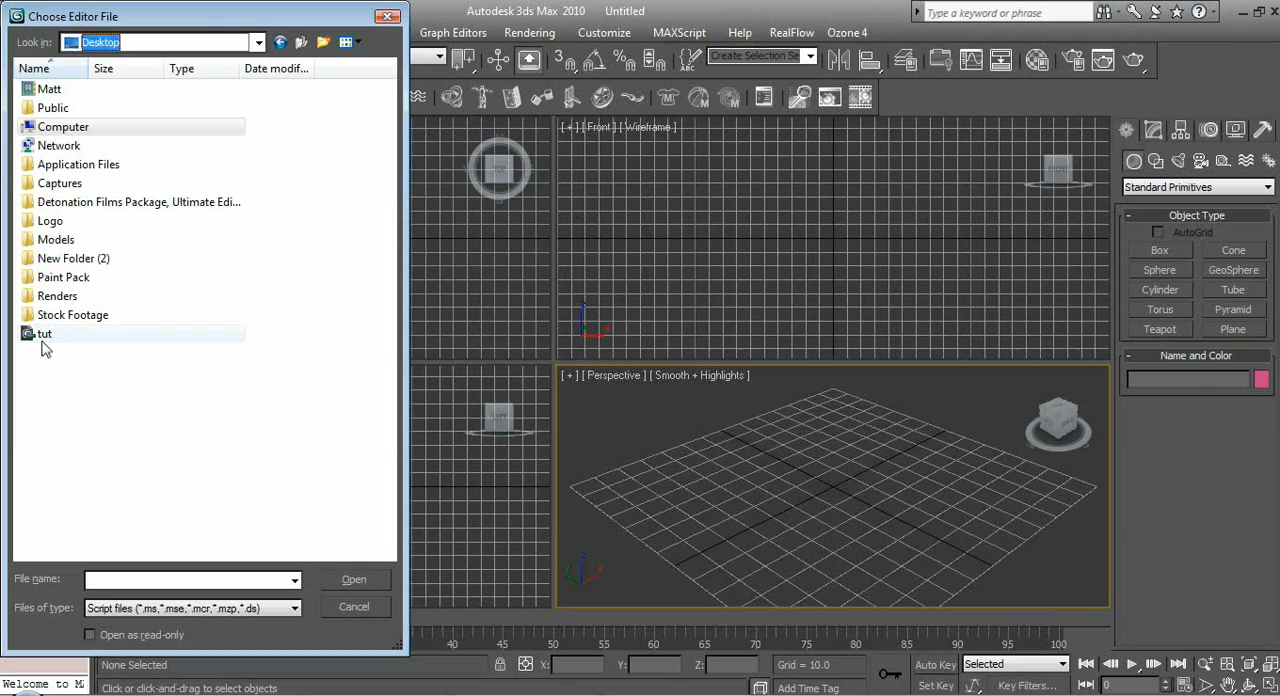 Choose Editor File
Autodesk 3ds Max 2010 Untitled
Type a keyword or phrase
Look in: Desktop
Graph Editors Rendering Customize MAXScript Help RealFlow Ozone 4
Create Selection Se
Name Size Type Date modif...
Matt
Public
Computer
Network
Application Files
Captures
Detonation Films Package, Ultimate Edi...
Logo
Models
New Folder (2)
Paint Pack
Renders
Stock Footage
tut
File name: Open
Files of type: Script files (*.ms,*.mse,*.mcr,*.mzp,*.ds) Cancel
Open as read-only
TOP
[ + ] [ Front ] [ Wireframe ]
FRONT
LEFT
[ + ] [ Perspective ] [ Smooth + Highlights ]
Standard Primitives
- Object Type
AutoGrid
Box Cone
Sphere GeoSphere
Cylinder Tube
Torus Pyramid
Teapot Plane
- Name and Color
40 45 50 55 60 65 70 75 80 85 90 95 100
None Selected X: Y: Z: Grid = 10.0 Auto Key Selected
Welcome to M Click or click-and-drag to select objects Add Time Tag Set Key Key Filters... 0